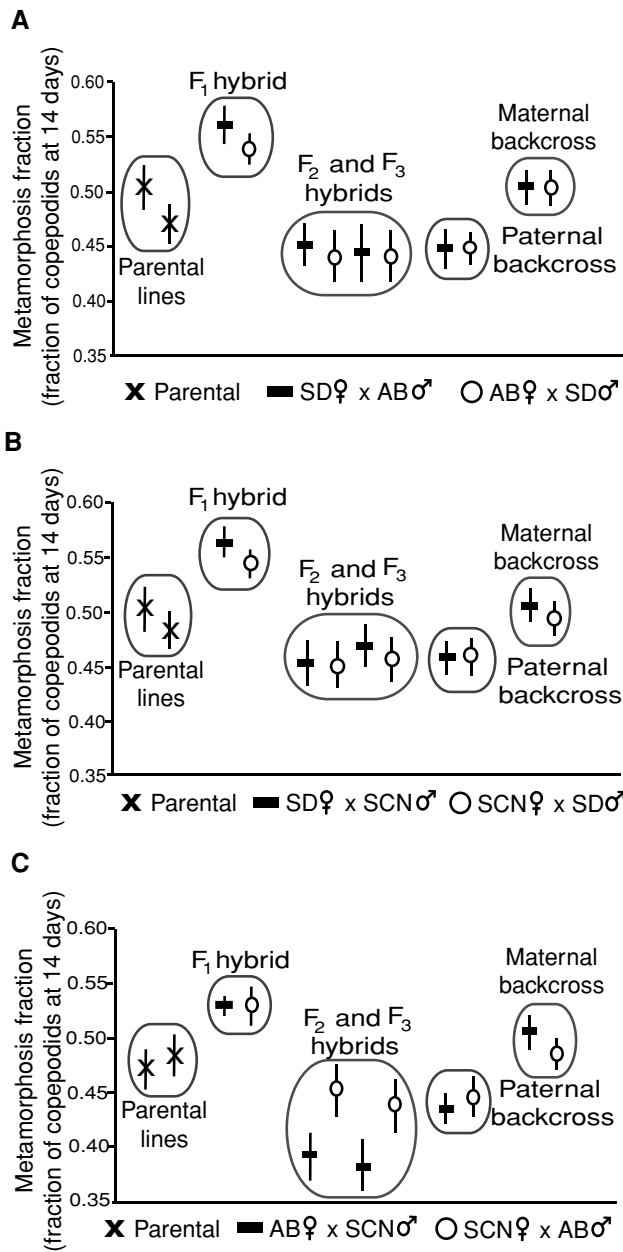 A
Metamorphosis fraction
(fraction of copepodids at 14 days)
0.60
0.55
0.50
0.45
0.40
0.35
F1 hybrid
Parental
lines
F2 and F3
hybrids
Maternal
backcross
Paternal
backcross
X Parental SD♀ x AB♂ AB♀ x SD♂
B
Metamorphosis fraction
(fraction of copepodids at 14 days)
0.60
0.55
0.50
0.45
0.40
0.35
F1 hybrid
Parental
lines
F2 and F3
hybrids
Maternal
backcross
Paternal
backcross
X Parental SD♀ x SCN♂ SCN♀ x SD♂
C
Metamorphosis fraction
(fraction of copepodids at 14 days)
0.60
0.55
0.50
0.45
0.40
0.35
F1 hybrid
Parental
lines
F2 and F3
hybrids
Maternal
backcross
Paternal
backcross
X Parental AB♀ x SCN♂ SCN♀ x AB♂